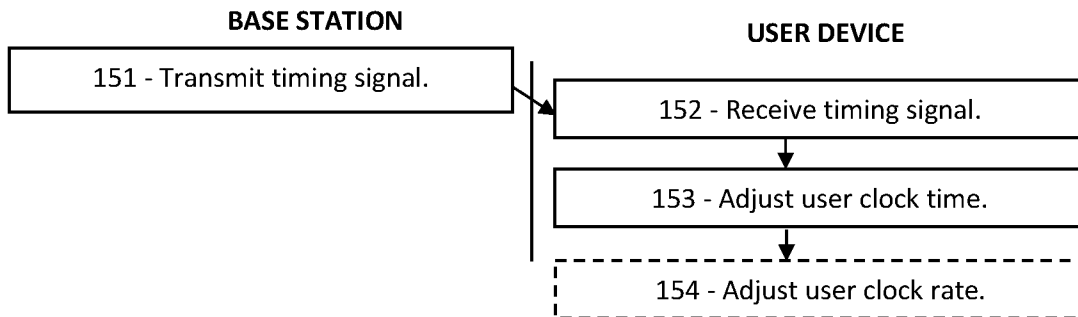 BASE STATION
USER DEVICE
151 - Transmit timing signal.
152 - Receive timing signal.
153 - Adjust user clock time.
154 - Adjust user clock rate.